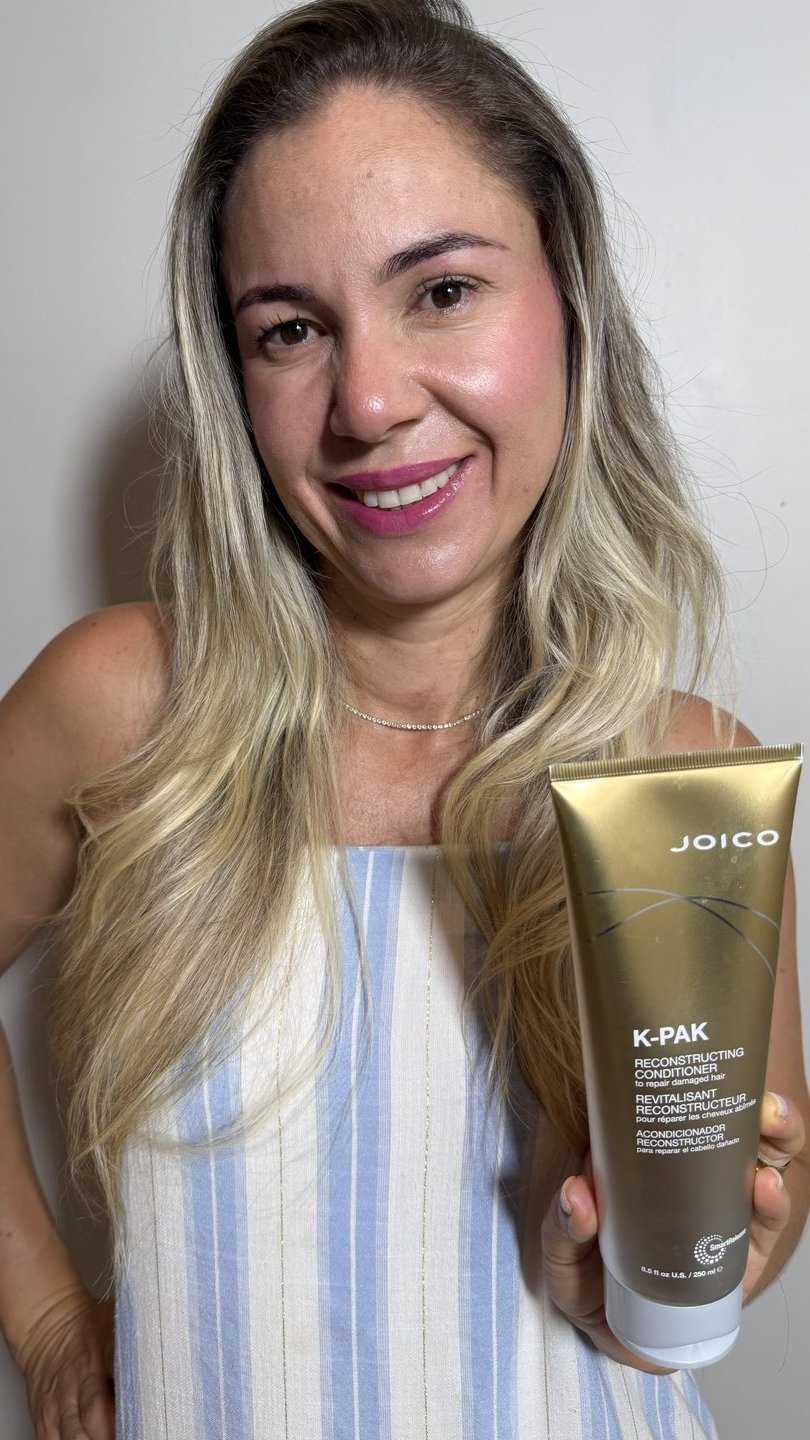 JOICO
K-PAK
RECONSTRUCTING
CONDITIONER
to repair damaged hair
REVITALISANT
RECONSTRUCTEUR
pour réparer les cheveux abîmés
ACONDICIONADOR
RECONSTRUCTOR
para reparar el cabello dañado
SmartRelease
8.5 fl oz U.S. / 250 ml ℮